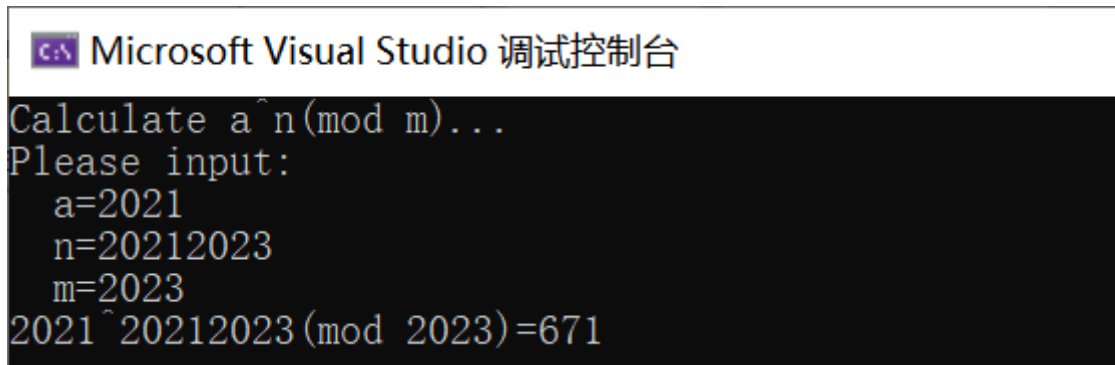 Microsoft Visual Studio 调试控制台
Calculate a^n(mod m)...
Please input:
  a=2021
  n=20212023
  m=2023
2021^20212023(mod 2023)=671